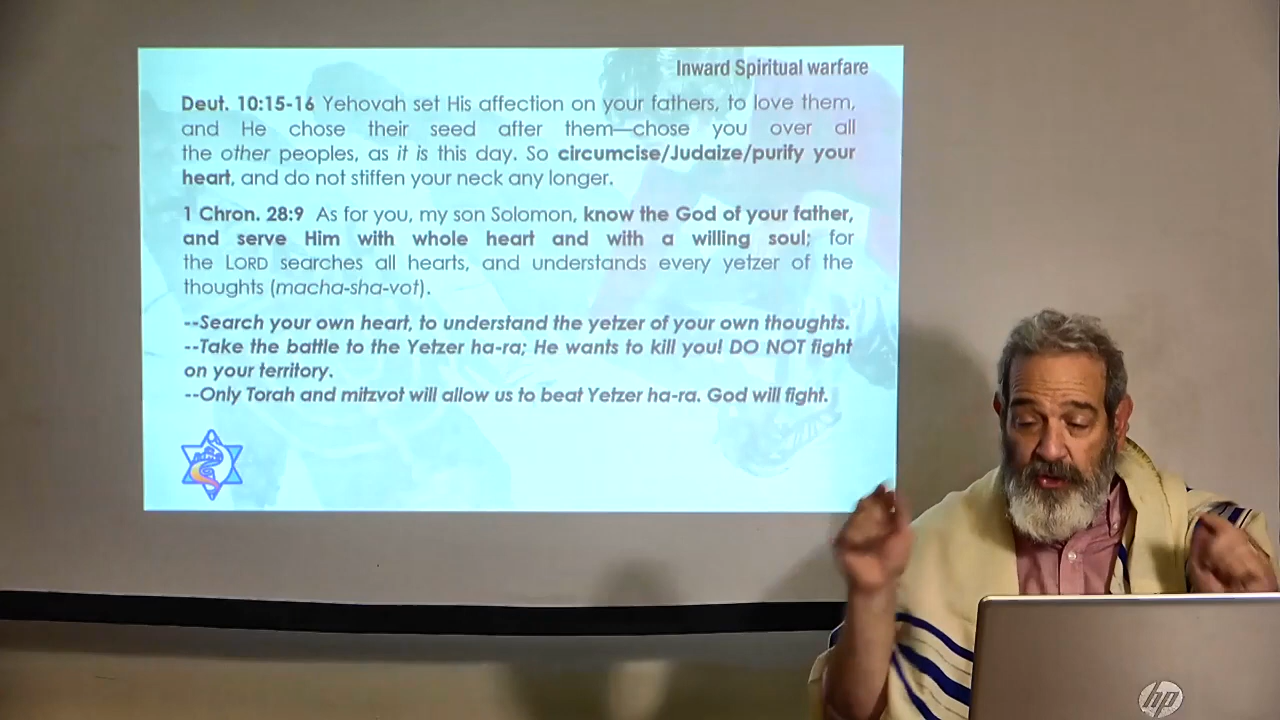 Inward Spiritual warfare
Deut. 10:15-16 Yehovah set His affection on your fathers, to love them,
and He chose their seed after them—chose you over all
the other peoples, as it is this day. So circumcise/Judaize/purify your
heart, and do not stiffen your neck any longer.
1 Chron. 28:9 As for you, my son Solomon, know the God of your father,
and serve Him with whole heart and with a willing soul; for
the LORD searches all hearts, and understands every yetzer of the
thoughts (macha-sha-vot).
--Search your own heart, to understand the yetzer of your own thoughts.
--Take the battle to the Yetzer ha-ra; He wants to kill you! DO NOT fight
on your territory.
--Only Torah and mitzvot will allow us to beat Yetzer ha-ra. God will fight.
hp